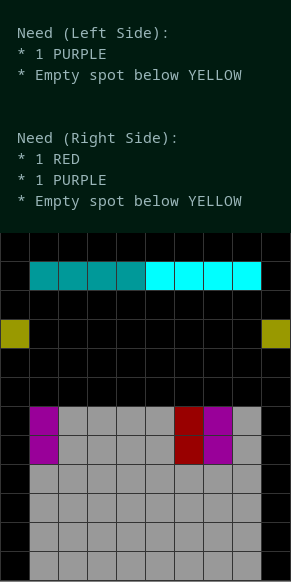 Need (Left Side):
* 1 PURPLE
* Empty spot below YELLOW
Need (Right Side):
* 1 RED
* 1 PURPLE
* Empty spot below YELLOW